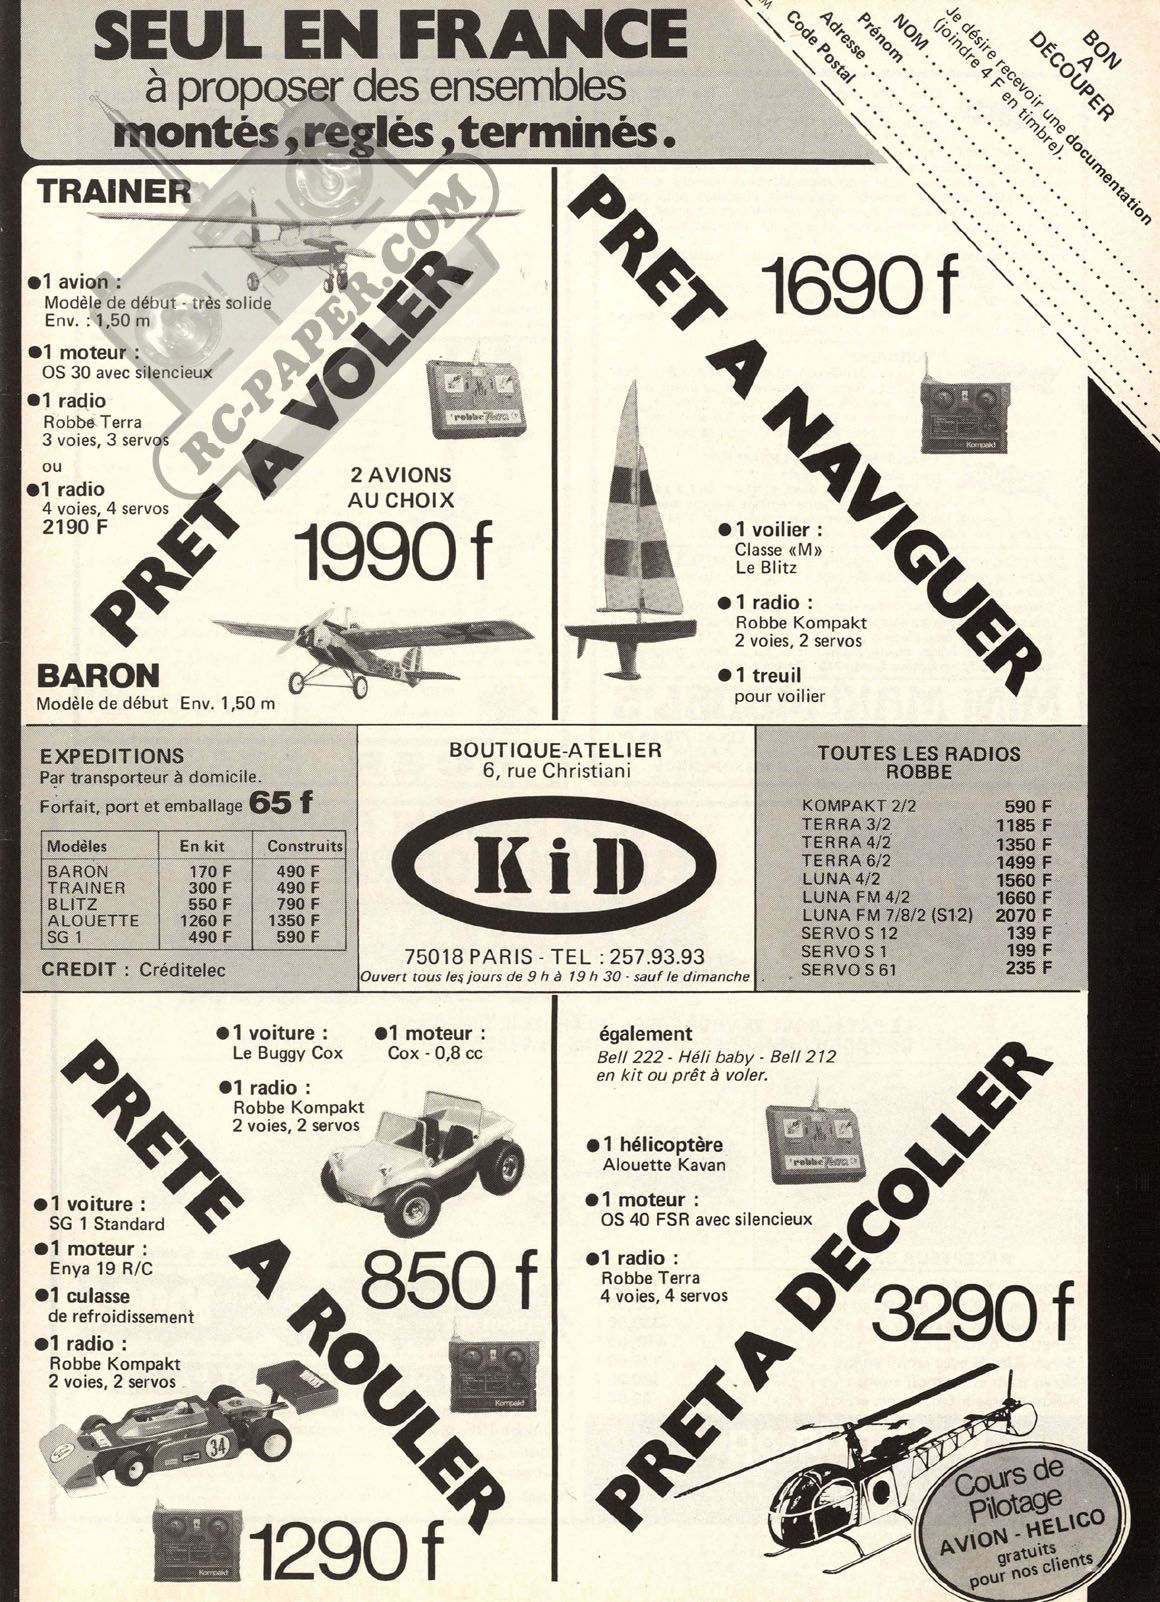 SEUL EN FRANCE
à proposer des ensembles
montés, reglés, terminés.
BON
A
DÉCOUPER
Je désire recevoir une documentation
(joindre 4 F en timbre).
NOM
Prénom
Adresse
Code Postal
RC-PAPER.COM
TRAINER
●1 avion :
Modèle de début - très solide
Env. : 1,50 m
●1 moteur :
OS 30 avec silencieux
●1 radio
Robbe Terra
3 voies, 3 servos
ou
●1 radio
4 voies, 4 servos
2190 F
PRET A VOLER
robbe Terra
2 AVIONS
AU CHOIX
1990 f
BARON
Modèle de début Env. 1,50 m
PRET A NAVIGUER
1690 f
Kompakt
●1 voilier :
Classe «M»
Le Blitz
●1 radio :
Robbe Kompakt
2 voies, 2 servos
●1 treuil
pour voilier
EXPEDITIONS
Par transporteur à domicile.
Forfait, port et emballage 65 f
Modèles En kit Construits
BARON 170 F 490 F
TRAINER 300 F 490 F
BLITZ 550 F 790 F
ALOUETTE 1260 F 1350 F
SG 1 490 F 590 F
CREDIT : Créditelec
BOUTIQUE-ATELIER
6, rue Christiani
KiD
75018 PARIS - TEL : 257.93.93
Ouvert tous les jours de 9 h à 19 h 30 - sauf le dimanche
TOUTES LES RADIOS
ROBBE
KOMPAKT 2/2 590 F
TERRA 3/2 1185 F
TERRA 4/2 1350 F
TERRA 6/2 1499 F
LUNA 4/2 1560 F
LUNA FM 4/2 1660 F
LUNA FM 7/8/2 (S12) 2070 F
SERVO S 12 139 F
SERVO S 1 199 F
SERVO S 61 235 F
●1 voiture :
Le Buggy Cox
●1 moteur :
Cox - 0,8 cc
●1 radio :
Robbe Kompakt
2 voies, 2 servos
PRETE A ROULER
850 f
●1 voiture :
SG 1 Standard
●1 moteur :
Enya 19 R/C
●1 culasse
de refroidissement
●1 radio :
Robbe Kompakt
2 voies, 2 servos
Kompakt
34
Kompakt
1290 f
également
Bell 222 - Héli baby - Bell 212
en kit ou prêt à voler.
●1 hélicoptère
Alouette Kavan
●1 moteur :
OS 40 FSR avec silencieux
●1 radio :
Robbe Terra
4 voies, 4 servos
robbe Terra
PRET A DECOLLER
3290 f
Cours de
Pilotage
AVION - HELICO
gratuits
pour nos clients